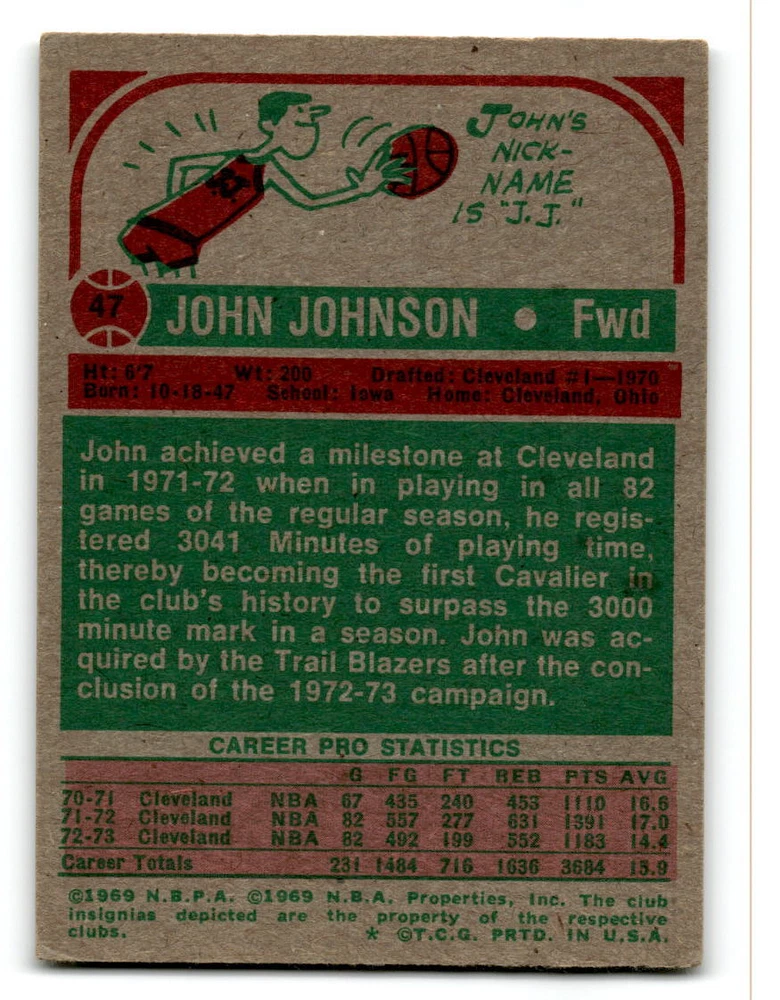 JOHN'S
NICK-
NAME
IS "J.J."
47
JOHN JOHNSON • Fwd
Ht: 6'7 Wt: 200 Drafted: Cleveland #1—1970
Born: 10-18-47 School: Iowa Home: Cleveland, Ohio
John achieved a milestone at Cleveland
in 1971-72 when in playing in all 82
games of the regular season, he regis-
tered 3041 Minutes of playing time,
thereby becoming the first Cavalier in
the club's history to surpass the 3000
minute mark in a season. John was ac-
quired by the Trail Blazers after the con-
clusion of the 1972-73 campaign.
CAREER PRO STATISTICS
G FG FT REB PTS AVG
70-71 Cleveland NBA 67 435 240 453 1110 16.6
71-72 Cleveland NBA 82 557 277 631 1391 17.0
72-73 Cleveland NBA 82 492 199 552 1183 14.4
Career Totals 231 1484 716 1636 3684 15.9
©1969 N.B.P.A. ©1969 N.B.A. Properties, Inc. The club
insignias depicted are the property of the respective
clubs. * ©T.C.G. PRTD. IN U.S.A.